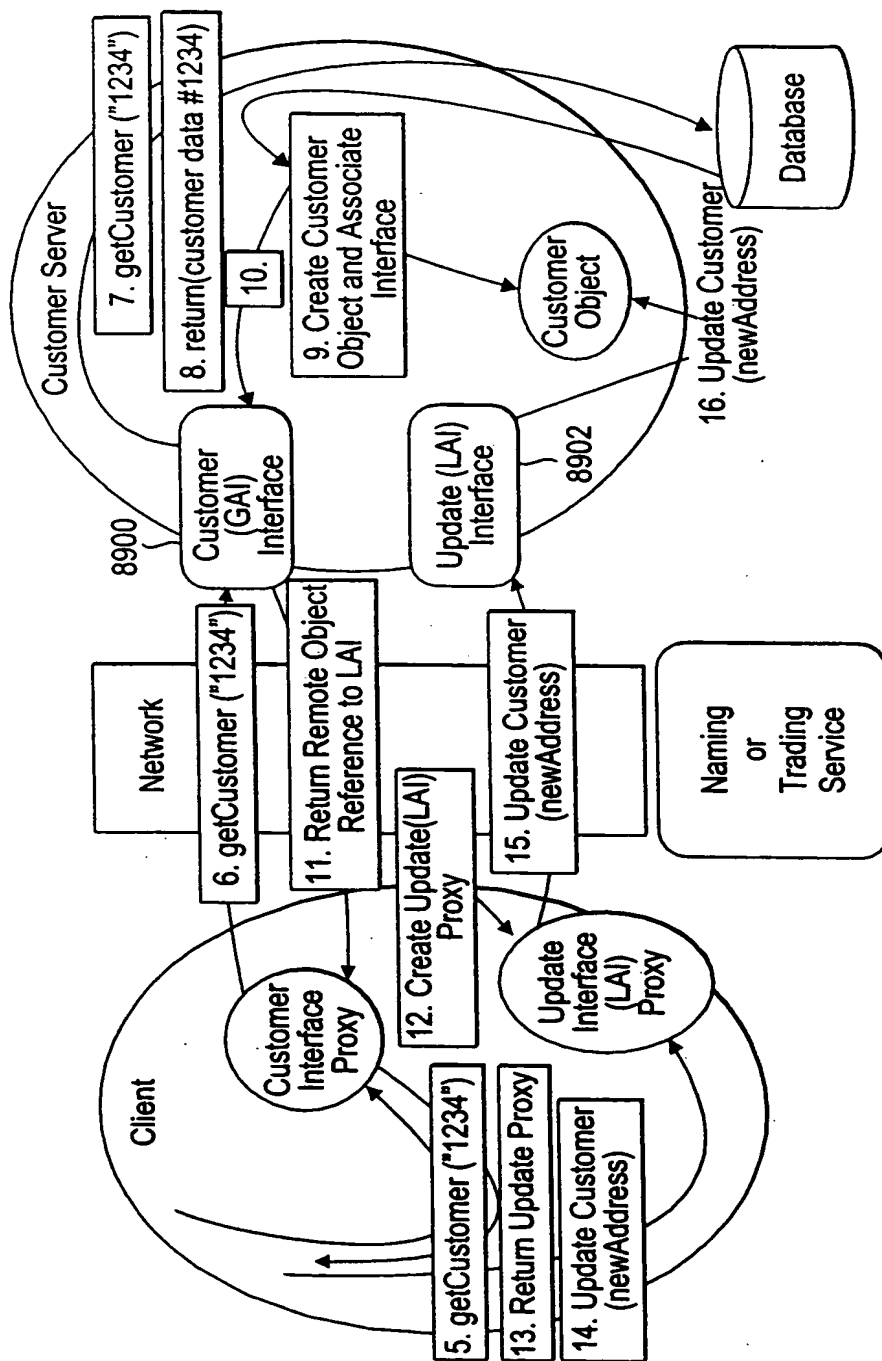 Client
Customer
Interface
Proxy
5. getCustomer ("1234")
13. Return Update Proxy
14. Update Customer
(newAddress)
12. Create Update(LAI)
Proxy
Update
Interface
(LAI)
Proxy
Network
6. getCustomer ("1234")
11. Return Remote Object
Reference to LAI
15. Update Customer
(newAddress)
Naming
or
Trading
Service
8900
Customer
(GAI)
Interface
Update (LAI)
Interface
8902
Customer Server
7. getCustomer ("1234")
8. return(customer data #1234)
10.
9. Create Customer
Object and Associate
Interface
Customer
Object
16. Update Customer
(newAddress)
Database